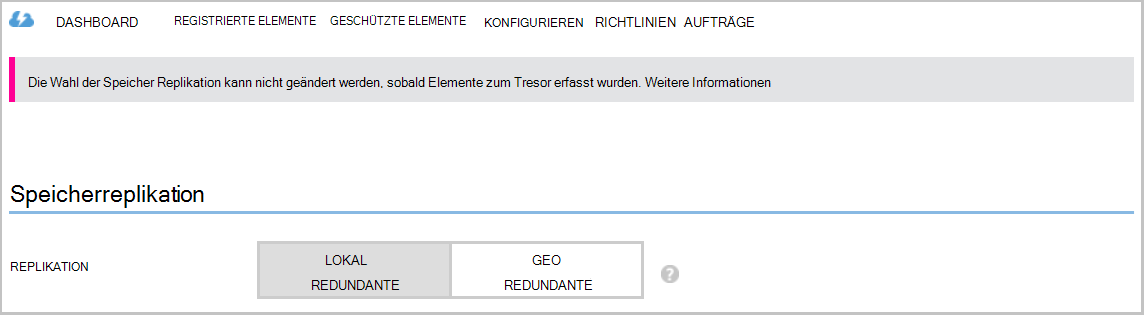 DASHBOARD REGISTRIERTE ELEMENTE GESCHÜTZTE ELEMENTE KONFIGURIEREN RICHTLINIEN AUFTRÄGE
Die Wahl der Speicher Replikation kann nicht geändert werden, sobald Elemente zum Tresor erfasst wurden. Weitere Informationen
Speicherreplikation
REPLIKATION
LOKAL
REDUNDANTE
GEO
REDUNDANTE
?